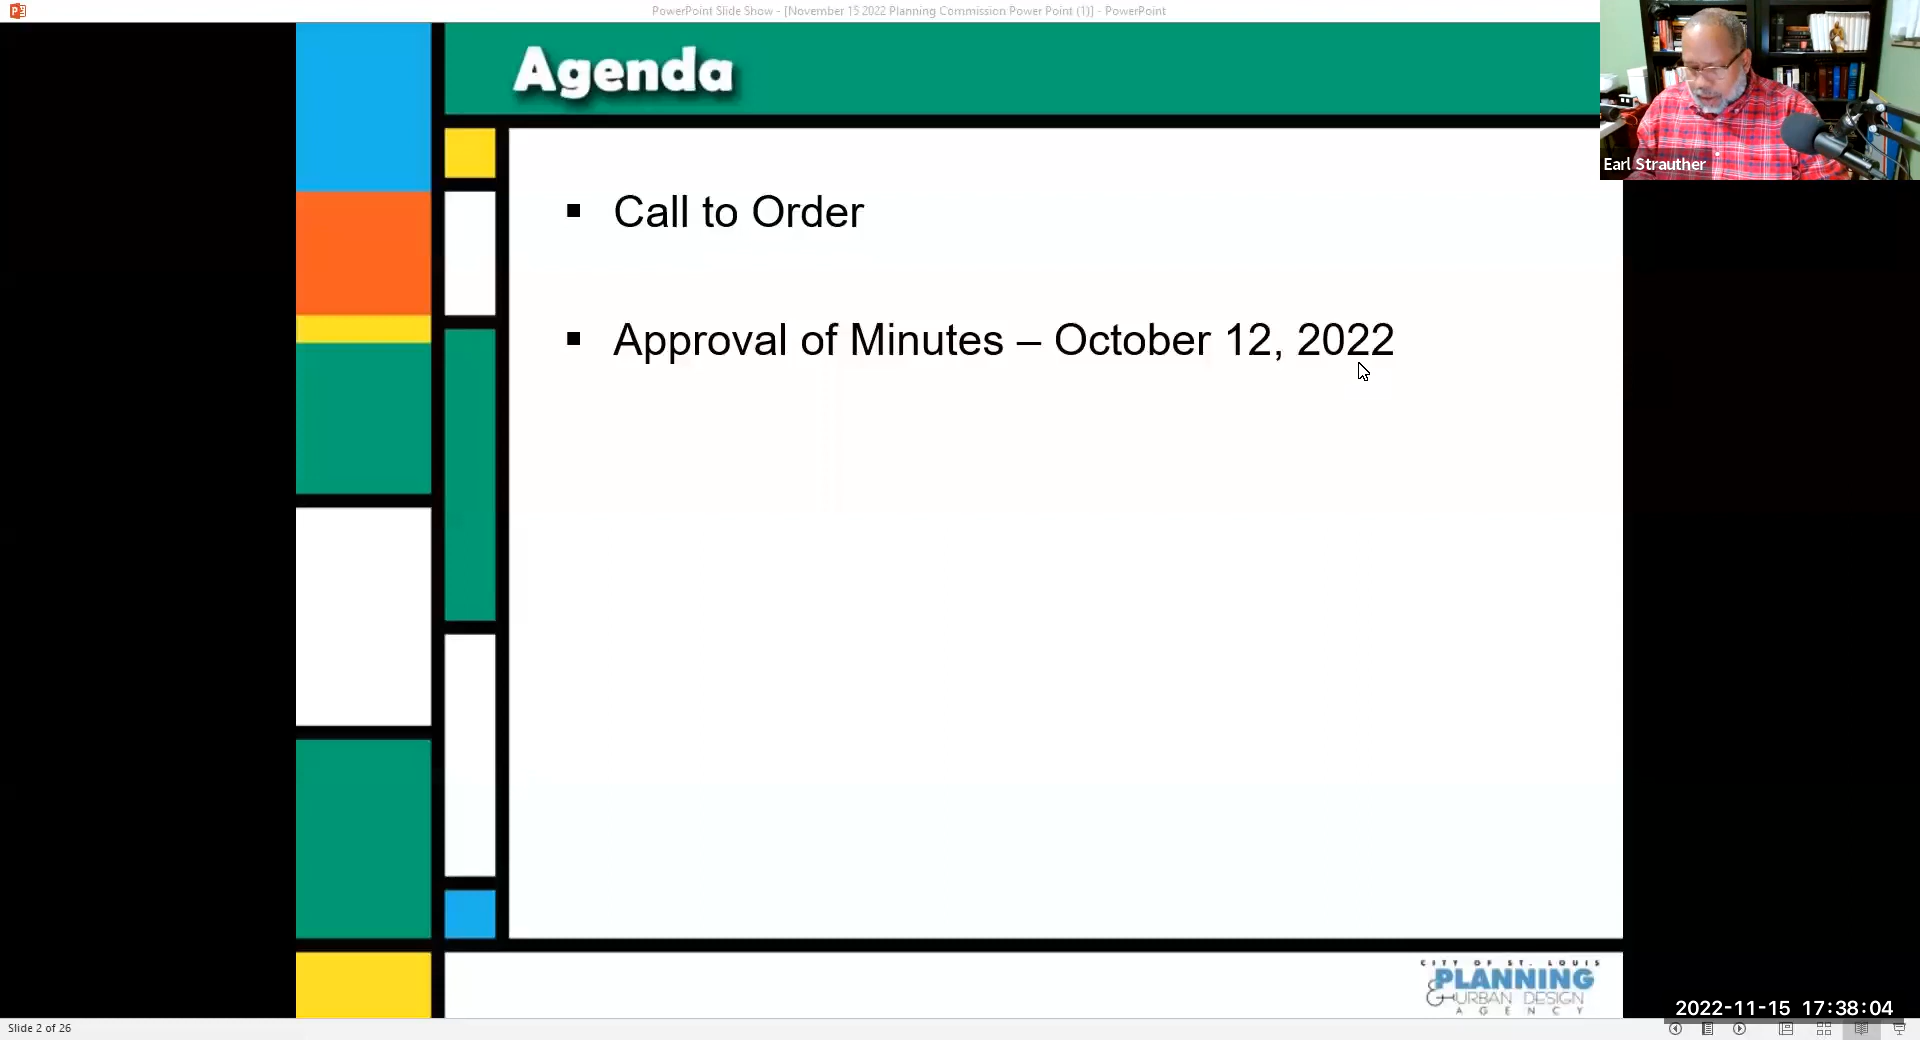 PowerPoint Slide Show - [November 15 2022 Planning Commission Power Point (1)] - PowerPoint
Agenda
Earl Strauther
▪ Call to Order
▪ Approval of Minutes – October 12, 2022
CITY OF ST. LOUIS
PLANNING
& URBAN DESIGN
AGENCY
2022-11-15 17:38:04
Slide 2 of 26